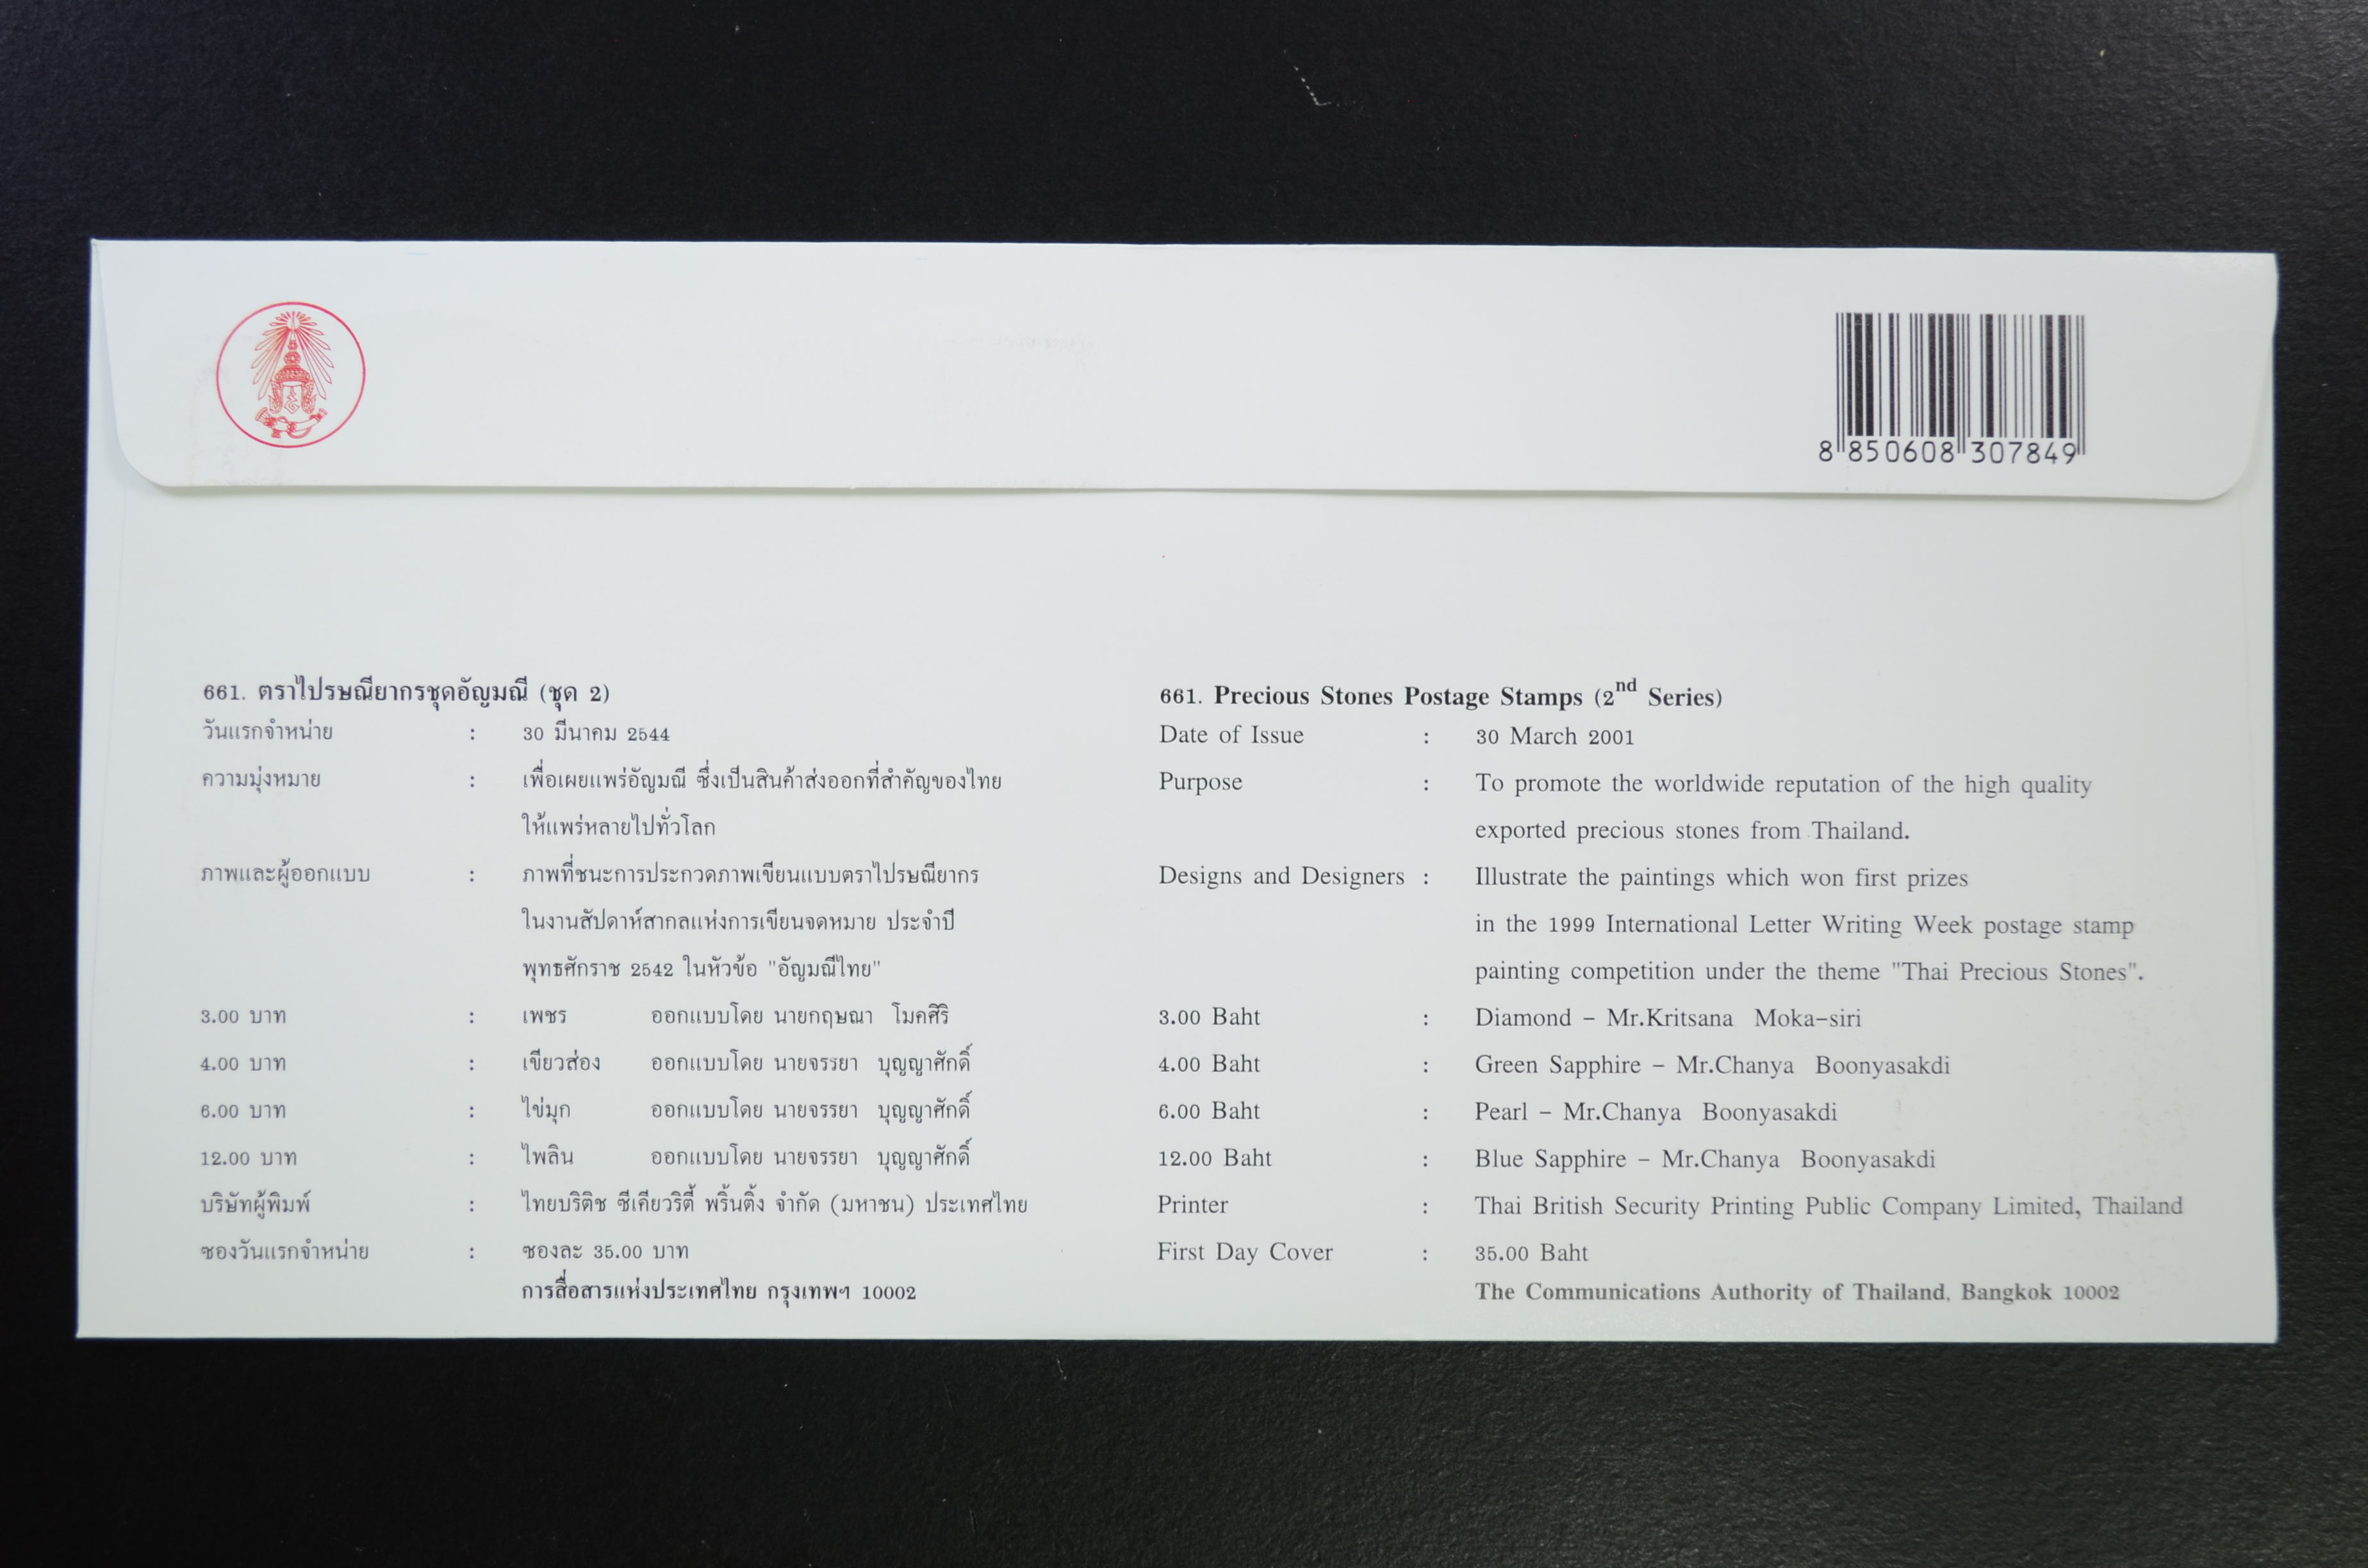 8 850608 307849
661. ตราไปรษณียากรชุดอัญมณี (ชุด 2)
วันแรกจำหน่าย : 30 มีนาคม 2544
ความมุ่งหมาย : เพื่อเผยแพร่อัญมณี ซึ่งเป็นสินค้าส่งออกที่สำคัญของไทย
ให้แพร่หลายไปทั่วโลก
ภาพและผู้ออกแบบ : ภาพที่ชนะการประกวดภาพเขียนแบบตราไปรษณียากร
ในงานสัปดาห์สากลแห่งการเขียนจดหมาย ประจำปี
พุทธศักราช 2542 ในหัวข้อ "อัญมณีไทย"
3.00 บาท : เพชร ออกแบบโดย นายกฤษณา โมคศิริ
4.00 บาท : เขียวส่อง ออกแบบโดย นายจรรยา บุญญาศักดิ์
6.00 บาท : ไข่มุก ออกแบบโดย นายจรรยา บุญญาศักดิ์
12.00 บาท : ไพลิน ออกแบบโดย นายจรรยา บุญญาศักดิ์
บริษัทผู้พิมพ์ : ไทยบริติช ซีเคียวริตี้ พริ้นติ้ง จำกัด (มหาชน) ประเทศไทย
ซองวันแรกจำหน่าย : ซองละ 35.00 บาท
การสื่อสารแห่งประเทศไทย กรุงเทพฯ 10002
661. Precious Stones Postage Stamps (2nd Series)
Date of Issue : 30 March 2001
Purpose : To promote the worldwide reputation of the high quality
exported precious stones from Thailand.
Designs and Designers : Illustrate the paintings which won first prizes
in the 1999 International Letter Writing Week postage stamp
painting competition under the theme "Thai Precious Stones".
3.00 Baht : Diamond – Mr.Kritsana Moka–siri
4.00 Baht : Green Sapphire – Mr.Chanya Boonyasakdi
6.00 Baht : Pearl – Mr.Chanya Boonyasakdi
12.00 Baht : Blue Sapphire – Mr.Chanya Boonyasakdi
Printer : Thai British Security Printing Public Company Limited, Thailand
First Day Cover : 35.00 Baht
The Communications Authority of Thailand, Bangkok 10002